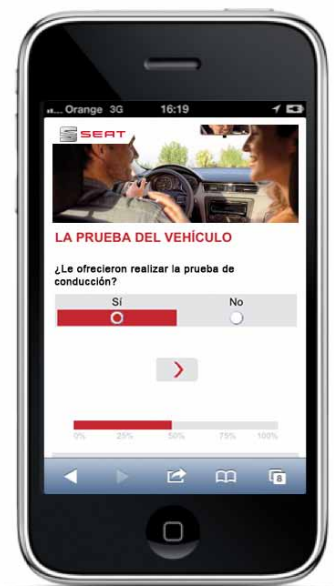 Orange 3G 16:19
SEAT
LA PRUEBA DEL VEHÍCULO
¿Le ofrecieron realizar la prueba de
conducción?
Sí No
0% 25% 50% 75% 100%
8